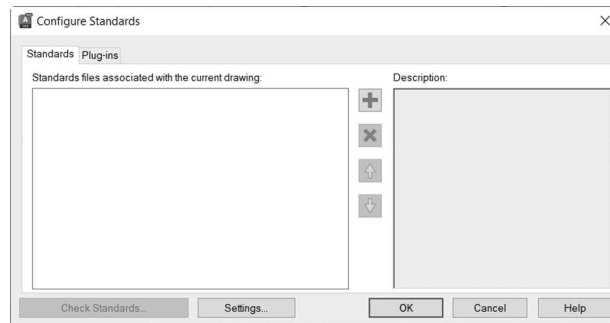 Configure Standards
Standards Plug-ins
Standards files associated with the current drawing:
Description:
Check Standards...
Settings...
OK
Cancel
Help